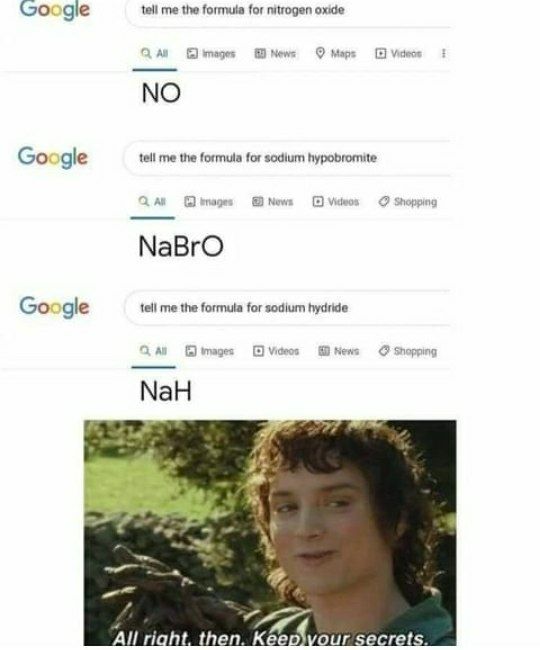 Google tell me the formula for nitrogen oxide
All Images News Maps Videos
NO
Google tell me the formula for sodium hypobromite
All Images News Videos Shopping
NaBrO
Google tell me the formula for sodium hydride
All Images Videos News Shopping
NaH
All right, then. Keep your secrets.